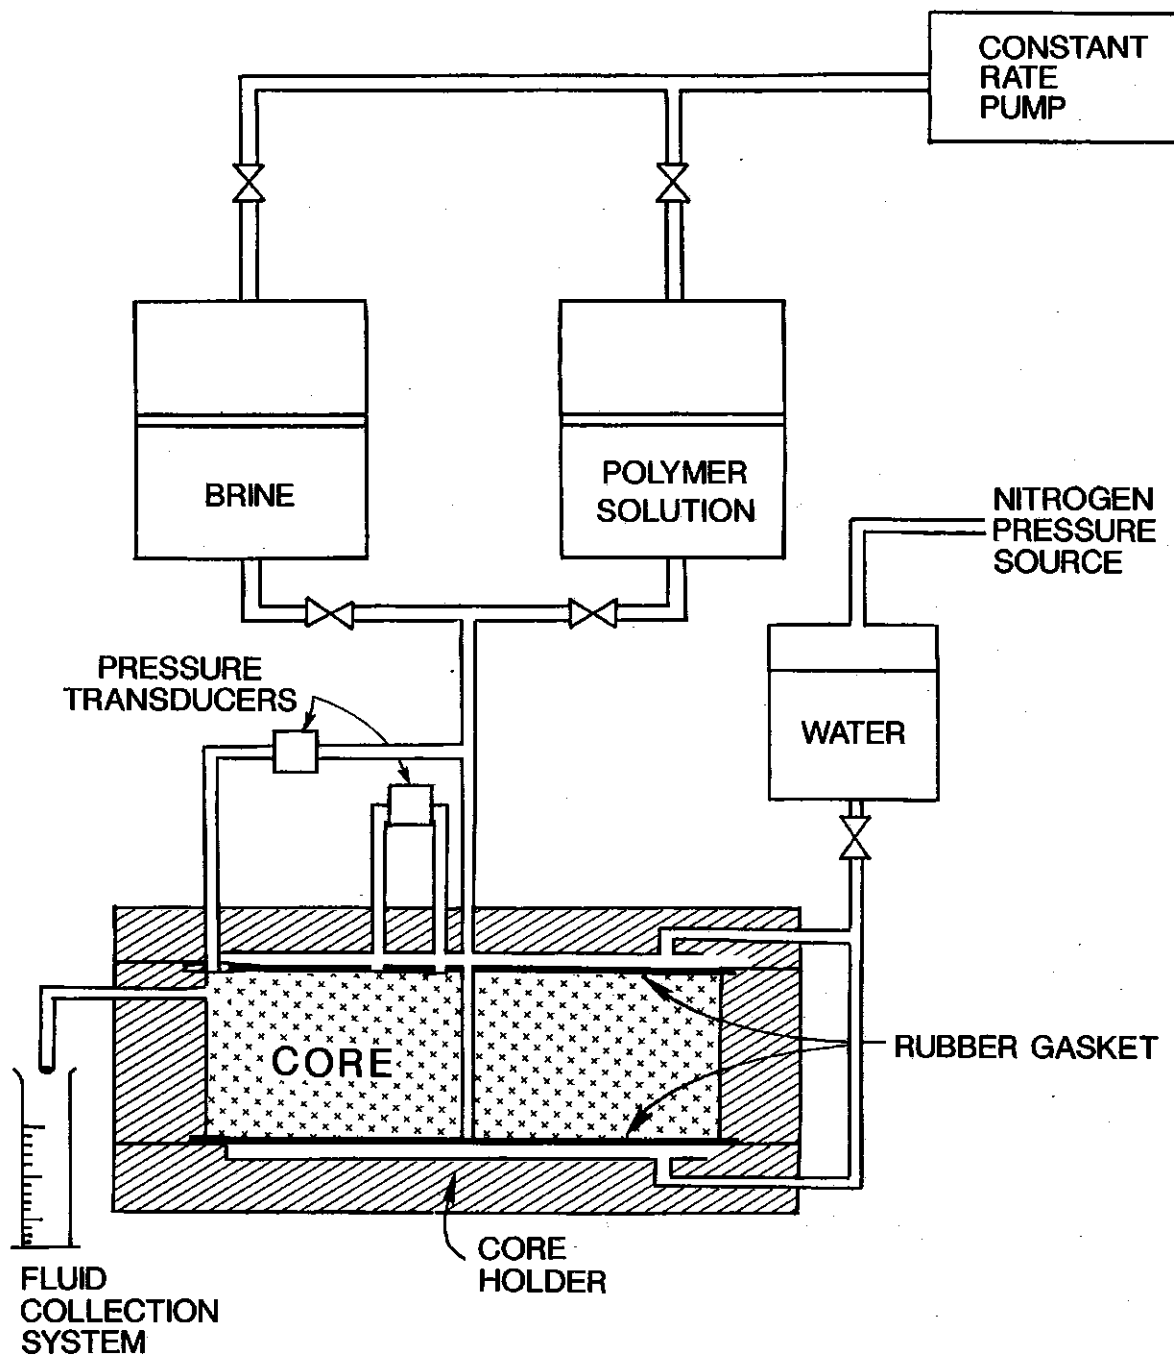 CONSTANT
RATE
PUMP
BRINE
POLYMER
SOLUTION
NITROGEN
PRESSURE
SOURCE
PRESSURE
TRANSDUCERS
WATER
CORE
RUBBER GASKET
CORE
HOLDER
FLUID
COLLECTION
SYSTEM